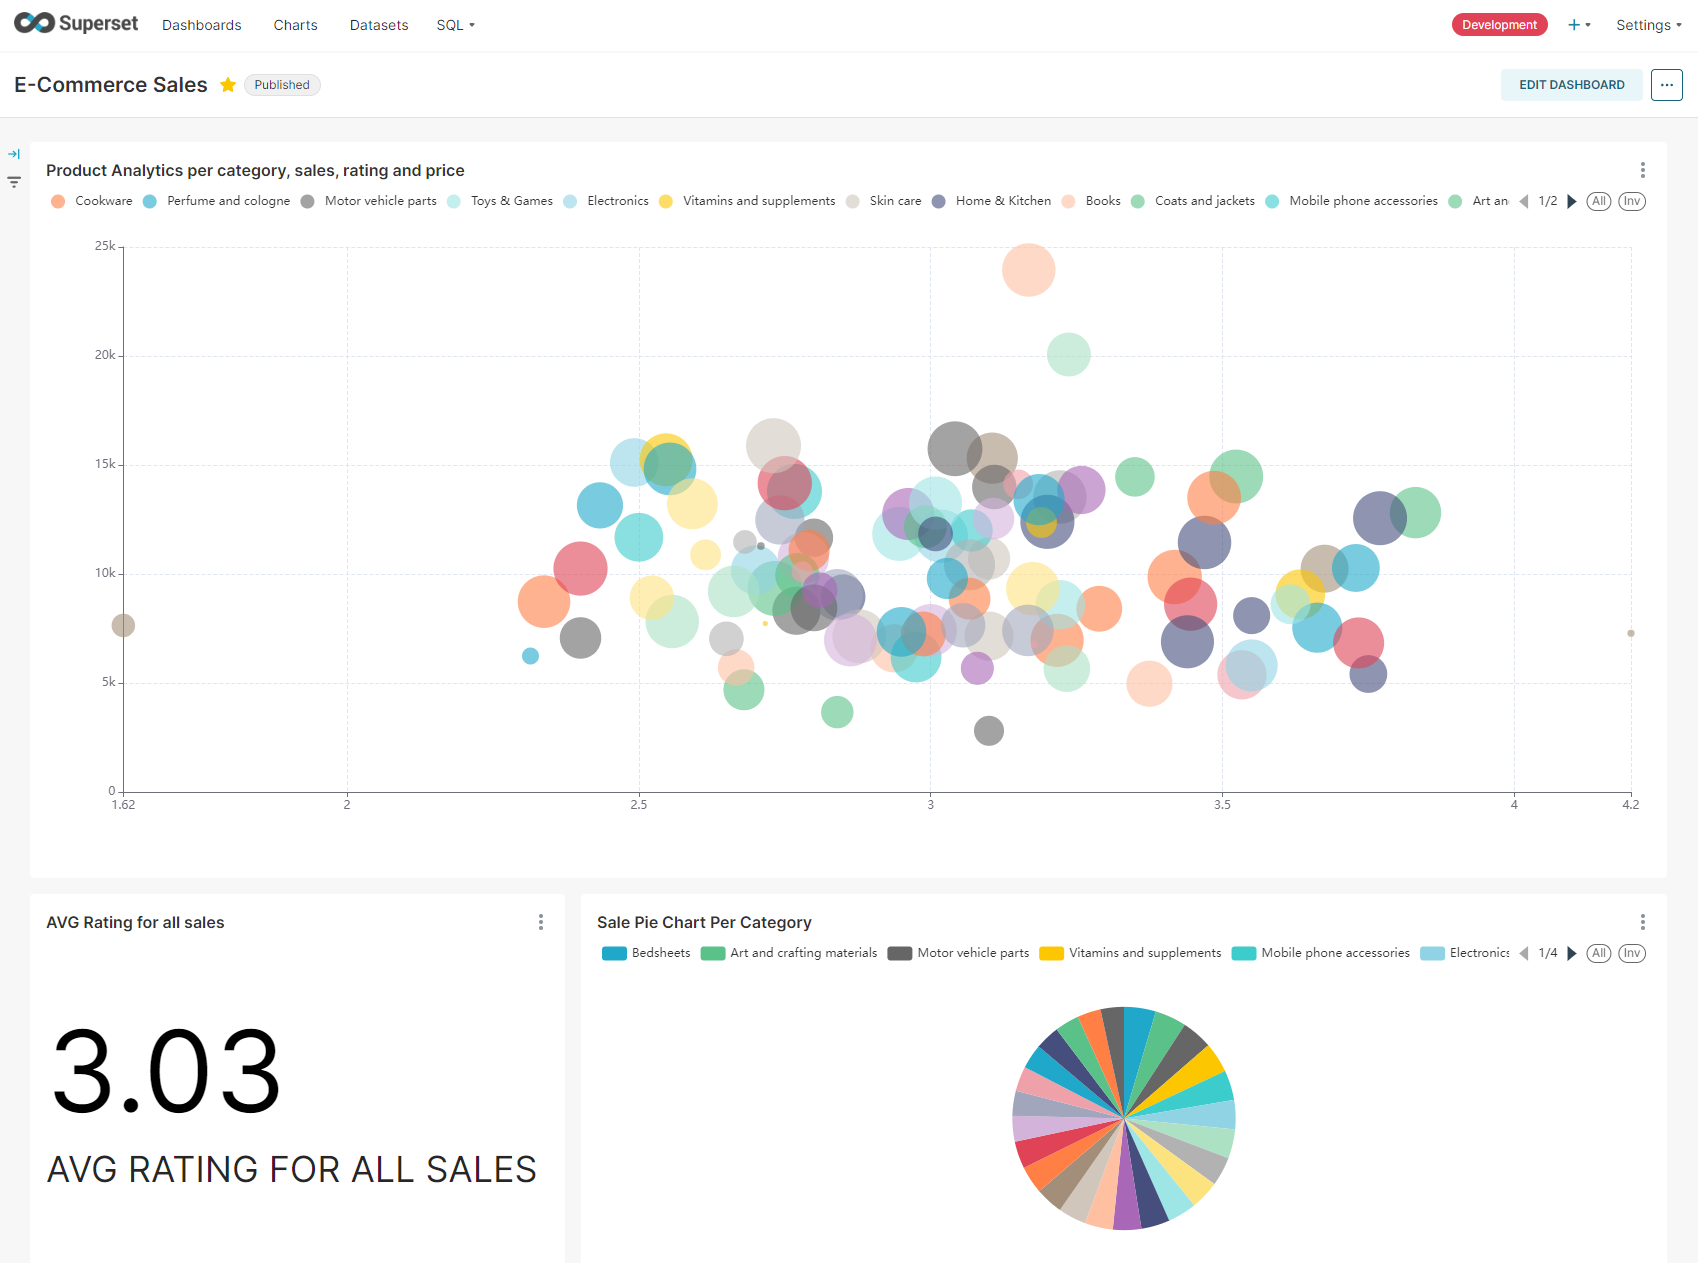 Superset Dashboards Charts Datasets SQL Development + Settings
E-Commerce Sales Published EDIT DASHBOARD ...
Product Analytics per category, sales, rating and price
Cookware Perfume and cologne Motor vehicle parts Toys & Games Electronics Vitamins and supplements Skin care Home & Kitchen Books Coats and jackets Mobile phone accessories Art an 1/2 All Inv
25k
20k
15k
10k
5k
0
1.62 2 2.5 3 3.5 4 4.2
AVG Rating for all sales
3.03
AVG RATING FOR ALL SALES
Sale Pie Chart Per Category
Bedsheets Art and crafting materials Motor vehicle parts Vitamins and supplements Mobile phone accessories Electronics 1/4 All Inv